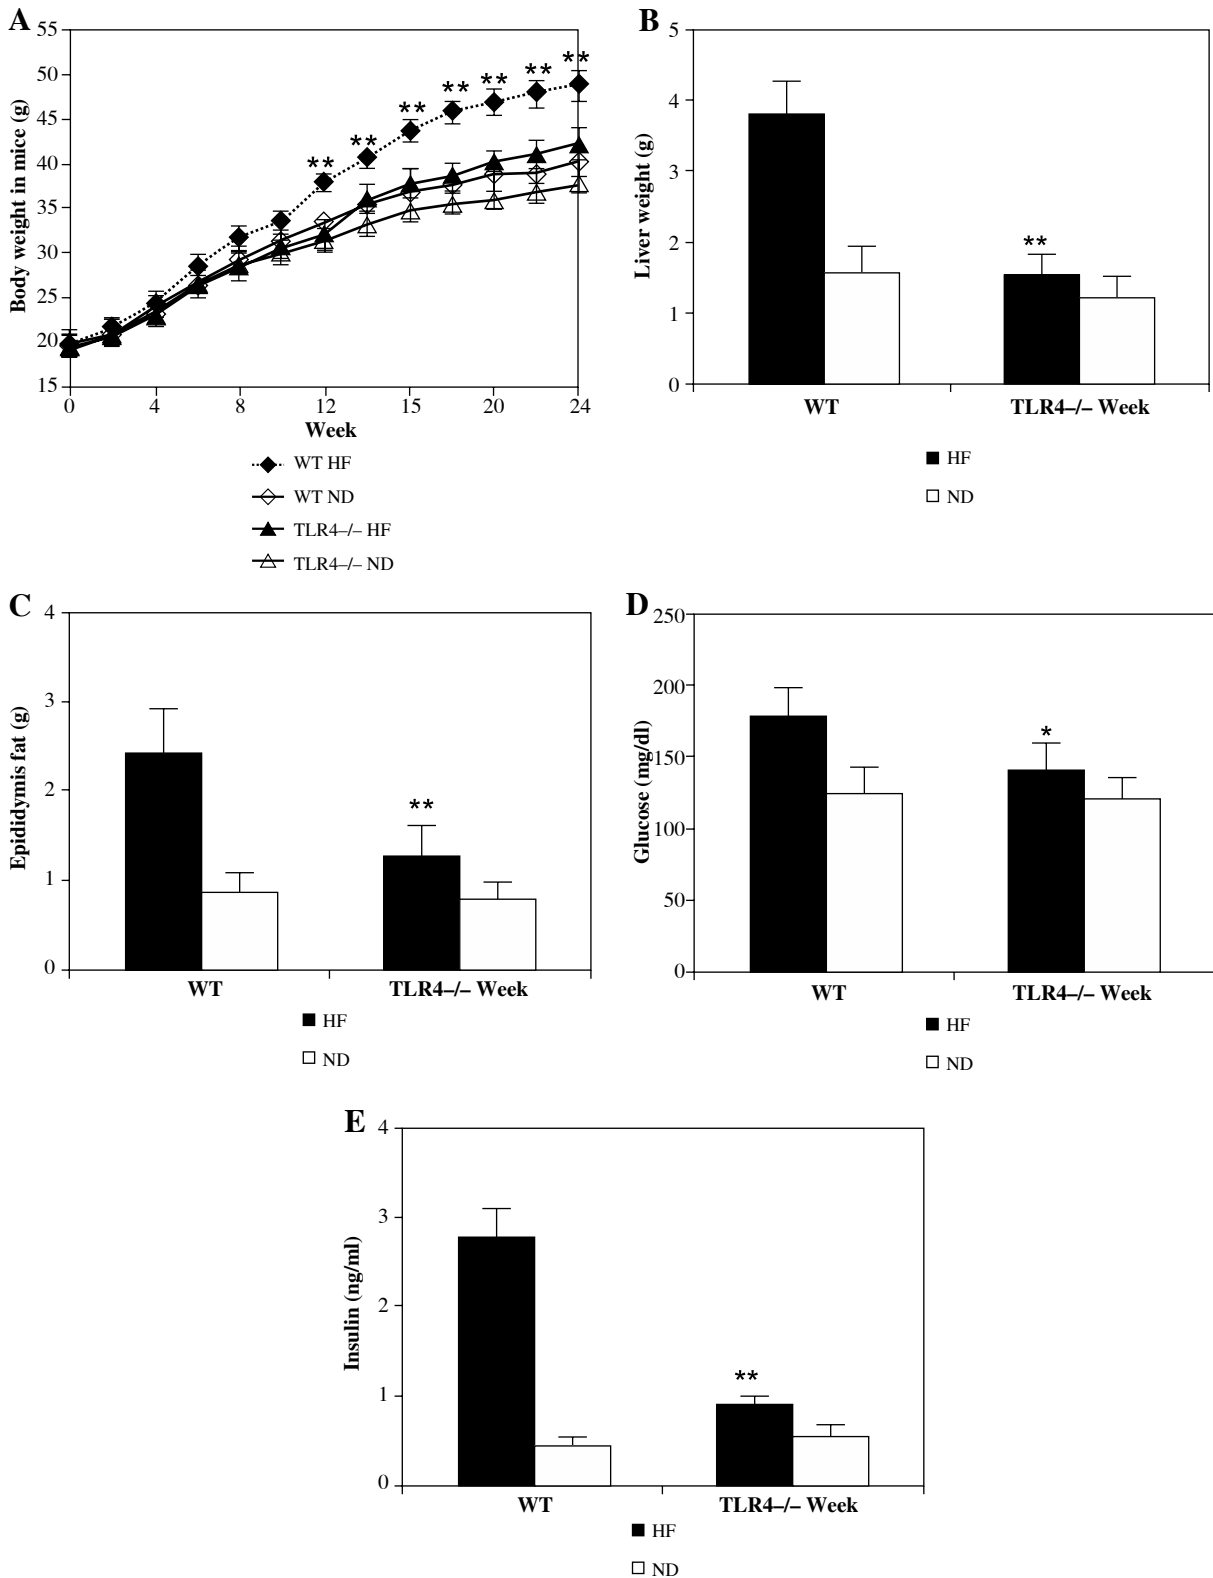 A
Body weight in mice (g)
55
50
45
40
35
30
25
20
15
** ** ** ** ** ** **
0 4 8 12 15 20 24
Week
WT HF
WT ND
TLR4–/– HF
TLR4–/– ND
B
Liver weight (g)
5
4
3
2
1
0
**
WT TLR4–/– Week
HF
ND
C
Epididymis fat (g)
4
3
2
1
0
**
WT TLR4–/– Week
HF
ND
D
Glucose (mg/dl)
250
200
150
100
50
0
*
WT TLR4–/– Week
HF
ND
E
Insulin (ng/ml)
4
3
2
1
0
**
WT TLR4–/– Week
HF
ND